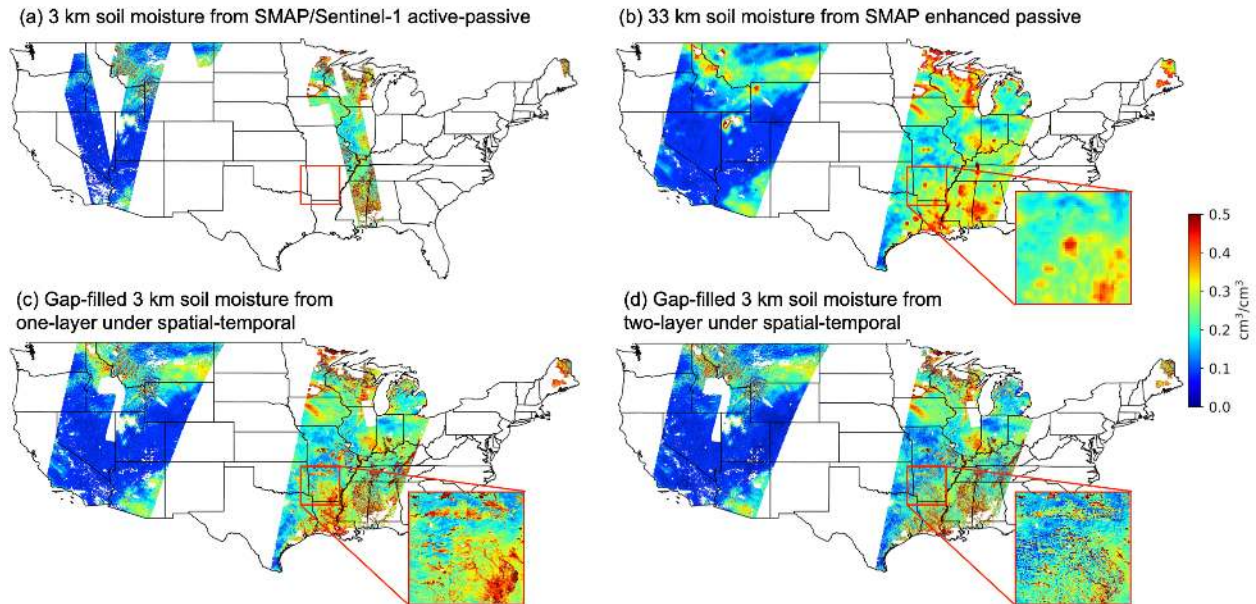 (a) 3 km soil moisture from SMAP/Sentinel-1 active-passive
(b) 33 km soil moisture from SMAP enhanced passive
0.5
0.4
0.3
0.2
0.1
0.0
cm³/cm³
(c) Gap-filled 3 km soil moisture from
one-layer under spatial-temporal
(d) Gap-filled 3 km soil moisture from
two-layer under spatial-temporal